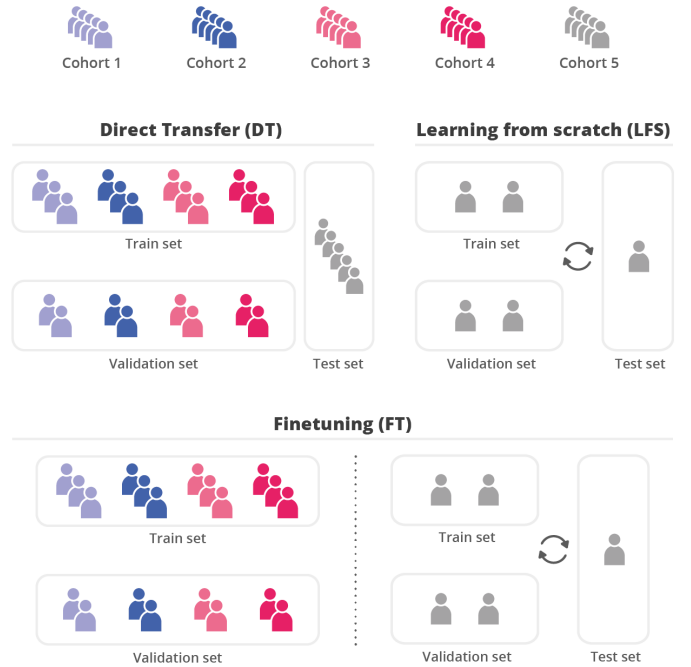 Cohort 1
Cohort 2
Cohort 3
Cohort 4
Cohort 5
Direct Transfer (DT)
Learning from scratch (LFS)
Train set
Train set
Validation set
Test set
Validation set
Test set
Finetuning (FT)
Train set
Train set
Validation set
Validation set
Test set